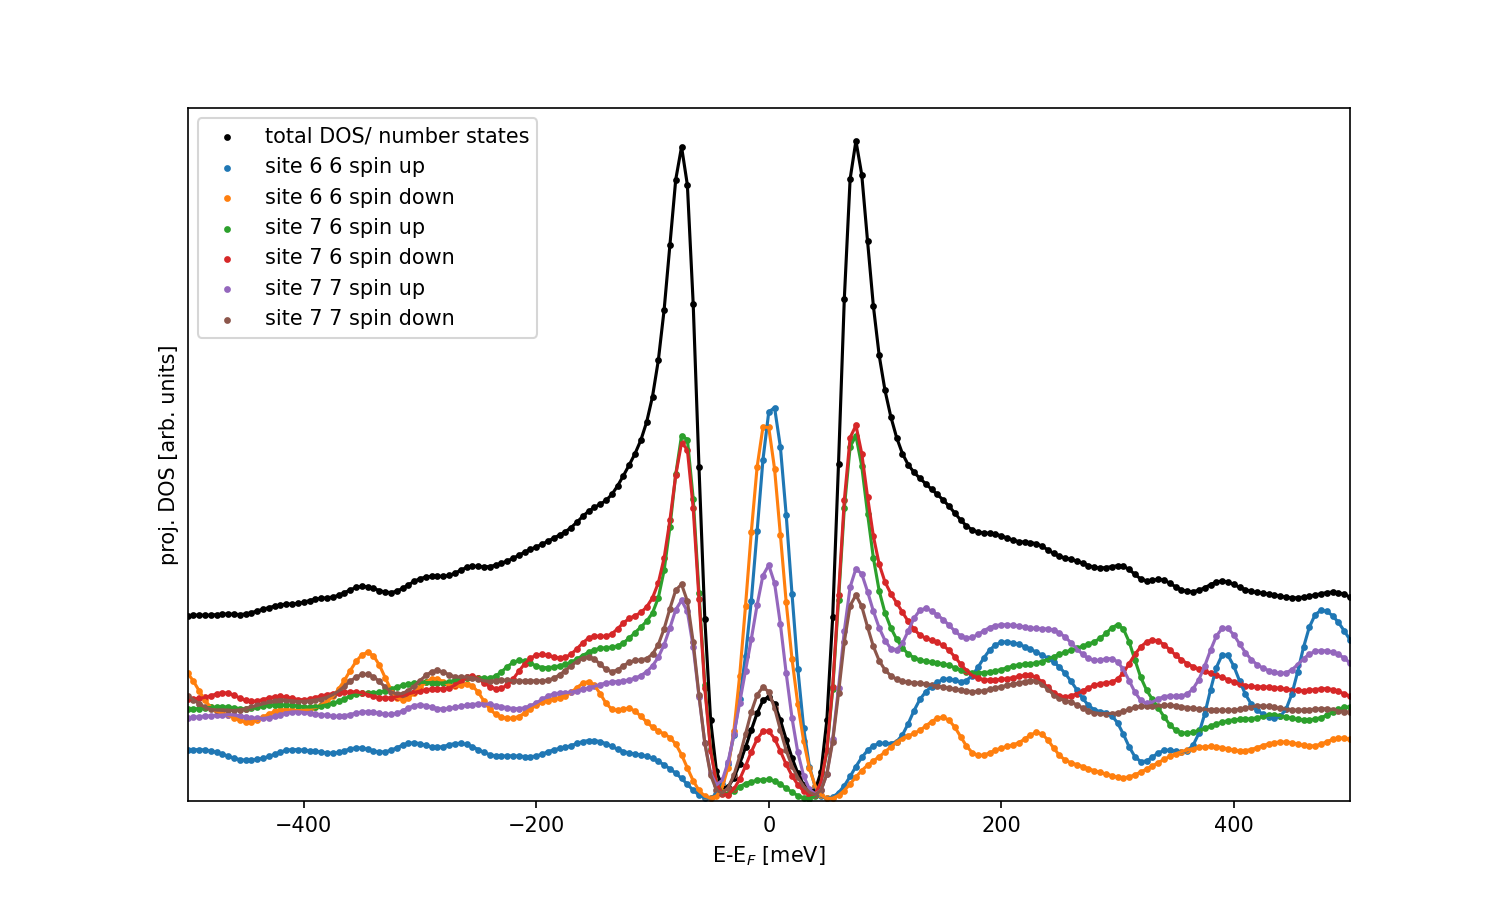 total DOS/ number states
site 6 6 spin up
site 6 6 spin down
site 7 6 spin up
site 7 6 spin down
site 7 7 spin up
site 7 7 spin down
proj. DOS [arb. units]
−400 −200 0 200 400
E-E_F [meV]